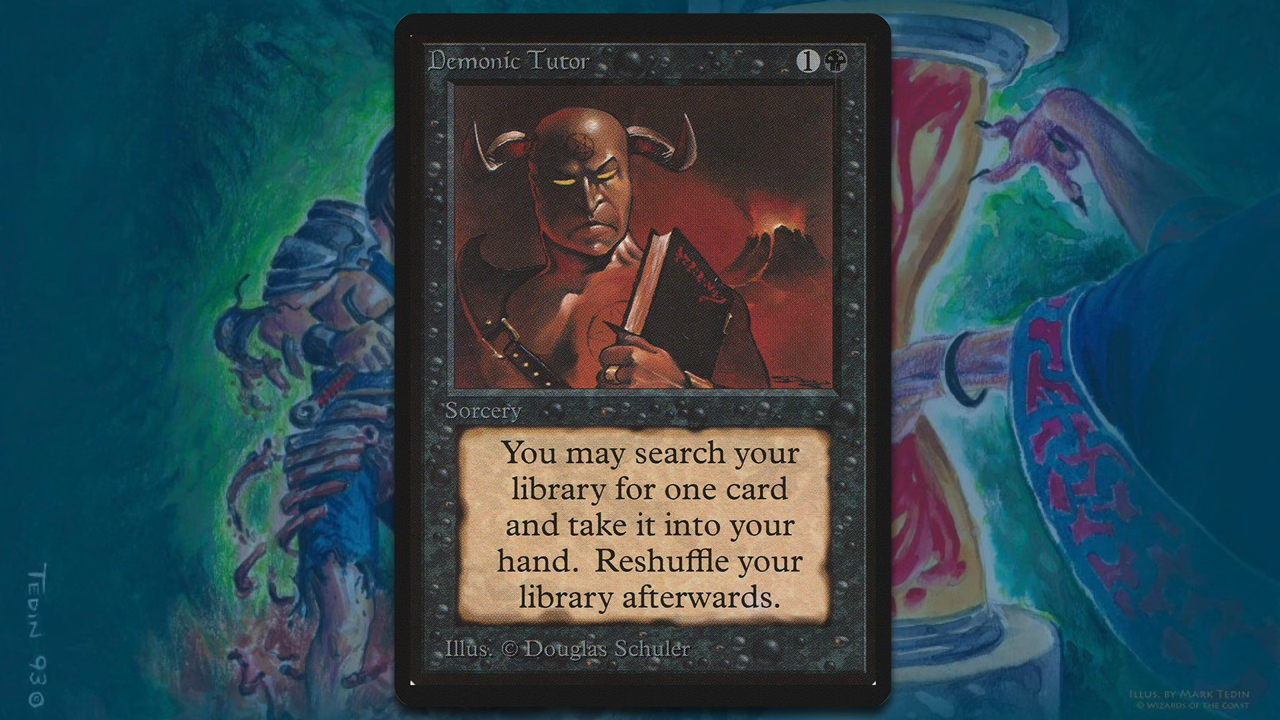 Demonic Tutor 1
Sorcery
You may search your
library for one card
and take it into your
hand. Reshuffle your
library afterwards.
Illus. © Douglas Schuler
TEDIN 93©
ILLUS. BY MARK TEDIN
© WIZARDS OF THE COAST